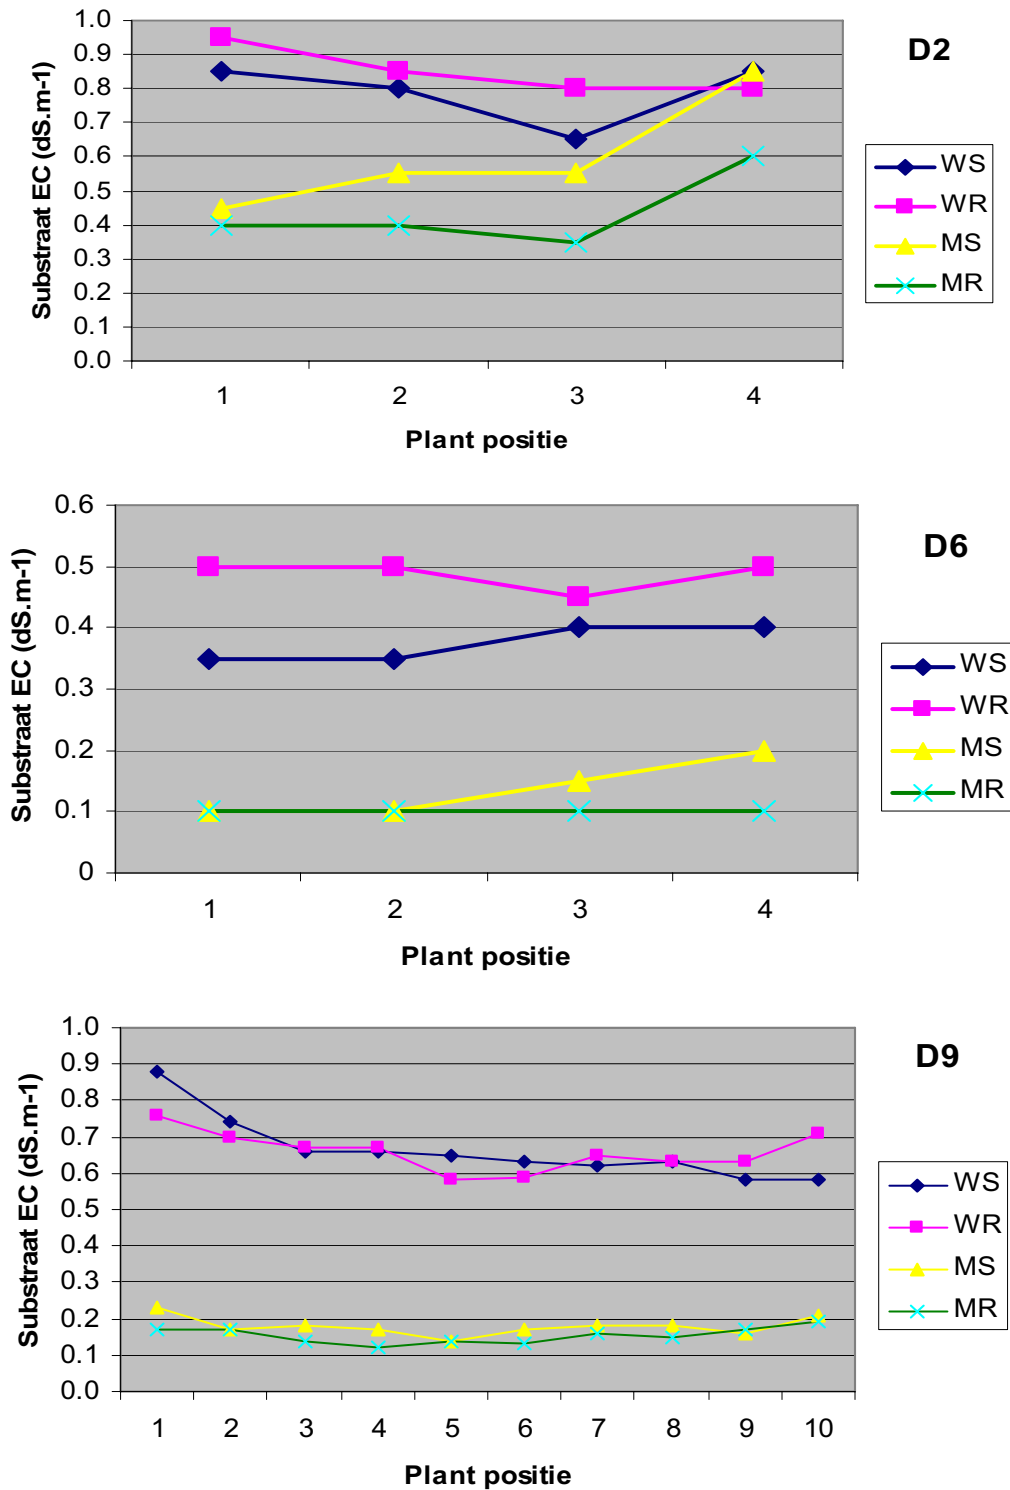 D2
Substraat EC (dS.m-1)
1.0
0.9
0.8
0.7
0.6
0.5
0.4
0.3
0.2
0.1
0.0
1 2 3 4
Plant positie
WS
WR
MS
MR
D6
Substraat EC (dS.m-1)
0.6
0.5
0.4
0.3
0.2
0.1
0
1 2 3 4
Plant positie
WS
WR
MS
MR
D9
Substraat EC (dS.m-1)
1.0
0.9
0.8
0.7
0.6
0.5
0.4
0.3
0.2
0.1
0.0
1 2 3 4 5 6 7 8 9 10
Plant positie
WS
WR
MS
MR